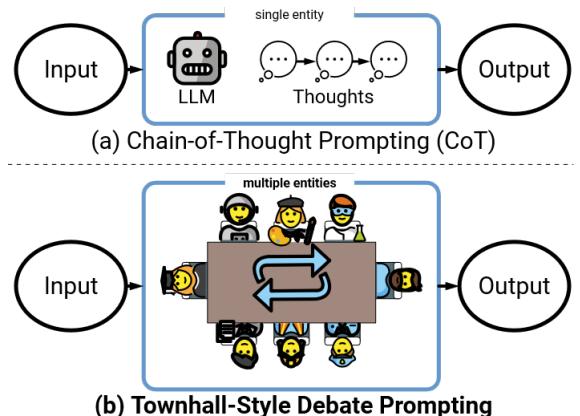 single entity
Input
LLM
Thoughts
Output
(a) Chain-of-Thought Prompting (CoT)
multiple entities
Input
Output
(b) Townhall-Style Debate Prompting